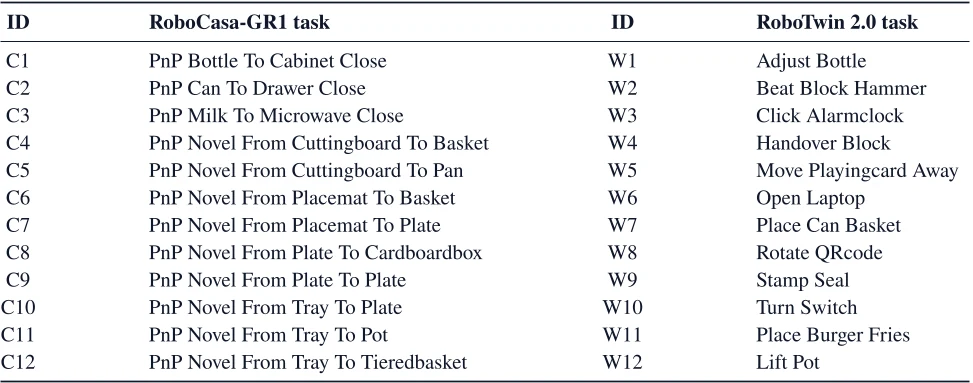 ID RoboCasa-GR1 task ID RoboTwin 2.0 task
C1 PnP Bottle To Cabinet Close W1 Adjust Bottle
C2 PnP Can To Drawer Close W2 Beat Block Hammer
C3 PnP Milk To Microwave Close W3 Click Alarmclock
C4 PnP Novel From Cuttingboard To Basket W4 Handover Block
C5 PnP Novel From Cuttingboard To Pan W5 Move Playingcard Away
C6 PnP Novel From Placemat To Basket W6 Open Laptop
C7 PnP Novel From Placemat To Plate W7 Place Can Basket
C8 PnP Novel From Plate To Cardboardbox W8 Rotate QRcode
C9 PnP Novel From Plate To Plate W9 Stamp Seal
C10 PnP Novel From Tray To Plate W10 Turn Switch
C11 PnP Novel From Tray To Pot W11 Place Burger Fries
C12 PnP Novel From Tray To Tieredbasket W12 Lift Pot